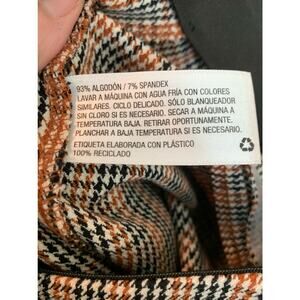 93% ALGODÓN / 7% SPANDEX
LAVAR A MÁQUINA CON AGUA FRÍA CON COLORES
SIMILARES. CICLO DELICADO. SÓLO BLANQUEADOR
SIN CLORO SI ES NECESARIO. SECAR A MÁQUINA A
TEMPERATURA BAJA. RETIRAR OPORTUNAMENTE.
PLANCHAR A BAJA TEMPERATURA SI ES NECESARIO.
ETIQUETA ELABORADA CON PLÁSTICO
100% RECICLADO